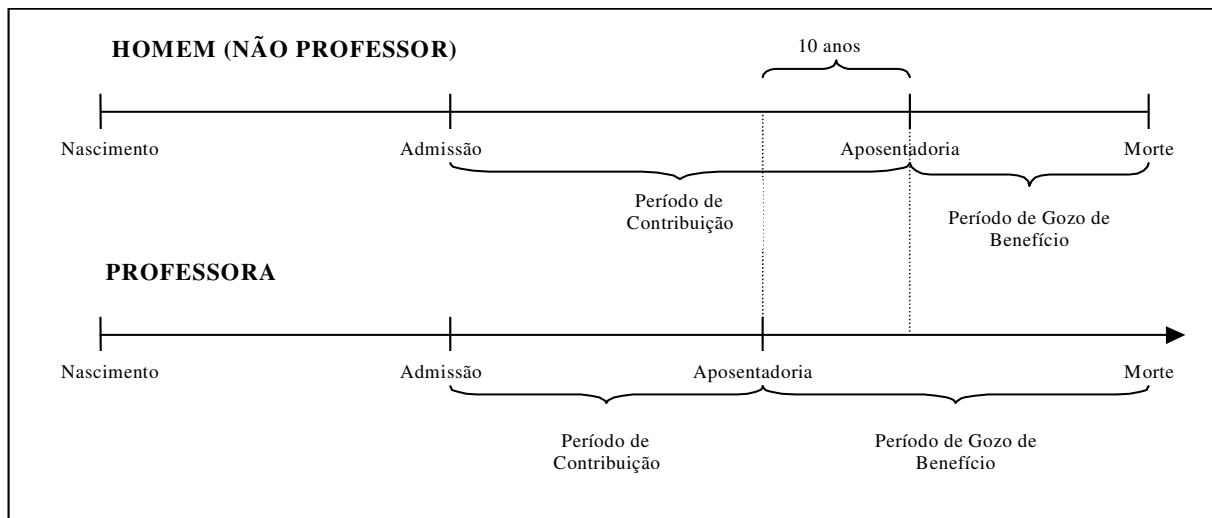 HOMEM (NÃO PROFESSOR)
10 anos
Nascimento
Admissão
Aposentadoria
Morte
Período de
Contribuição
Período de Gozo de
Benefício
PROFESSORA
Nascimento
Admissão
Aposentadoria
Morte
Período de
Contribuição
Período de Gozo de
Benefício